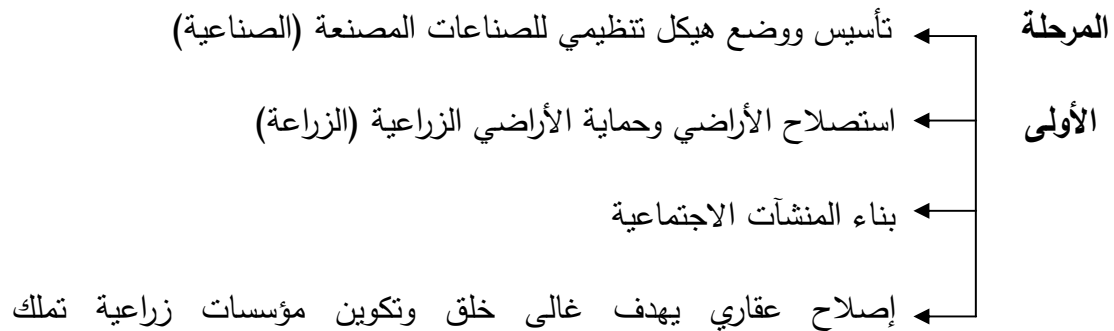 المرحلة تأسيس ووضع هيكل تنظيمي للصناعات المصنعة (الصناعية)
الأولى استصلاح الأراضي وحماية الأراضي الزراعية (الزراعة)
بناء المنشآت الاجتماعية
إصلاح عقاري يهدف غالى خلق وتكوين مؤسسات زراعية تملك